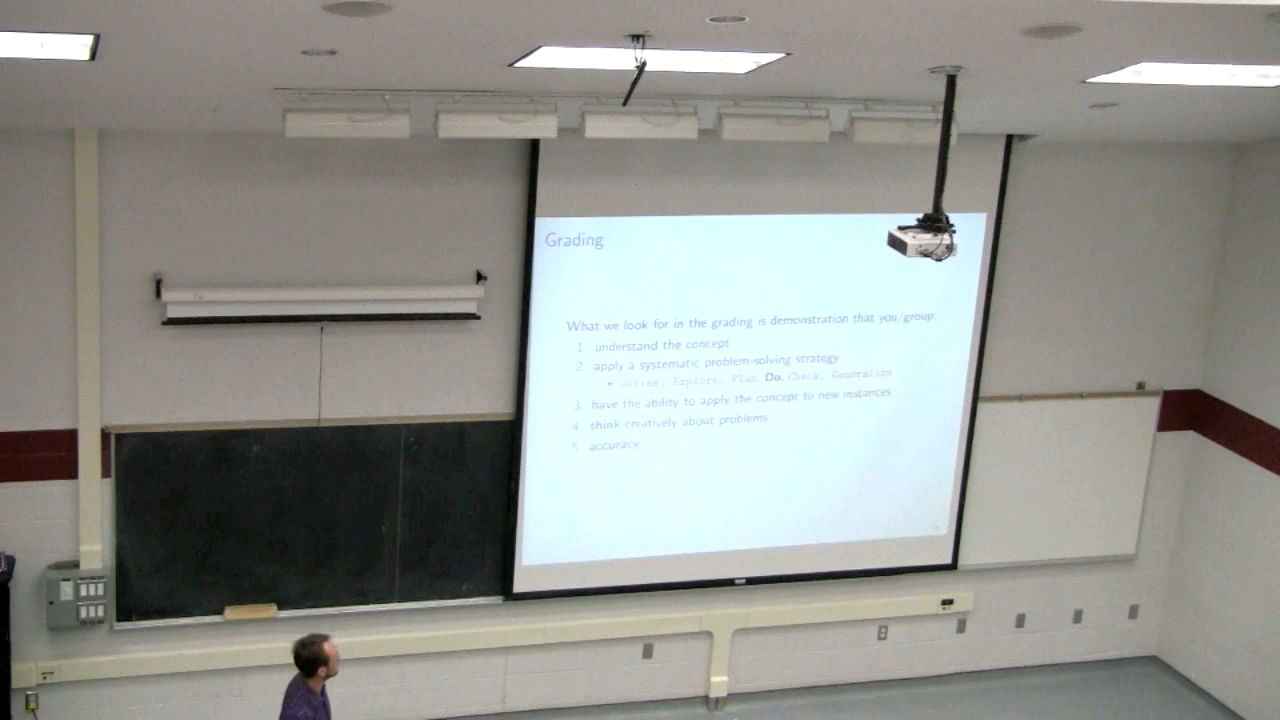 Grading
What we look for in the grading is demonstration that you/group:
1. understand the concept
2. apply a systematic problem-solving strategy
• Define, Explore, Plan, Do, Check, Generalize
3. have the ability to apply the concept to new instances
4. think creatively about problems
5. accuracy